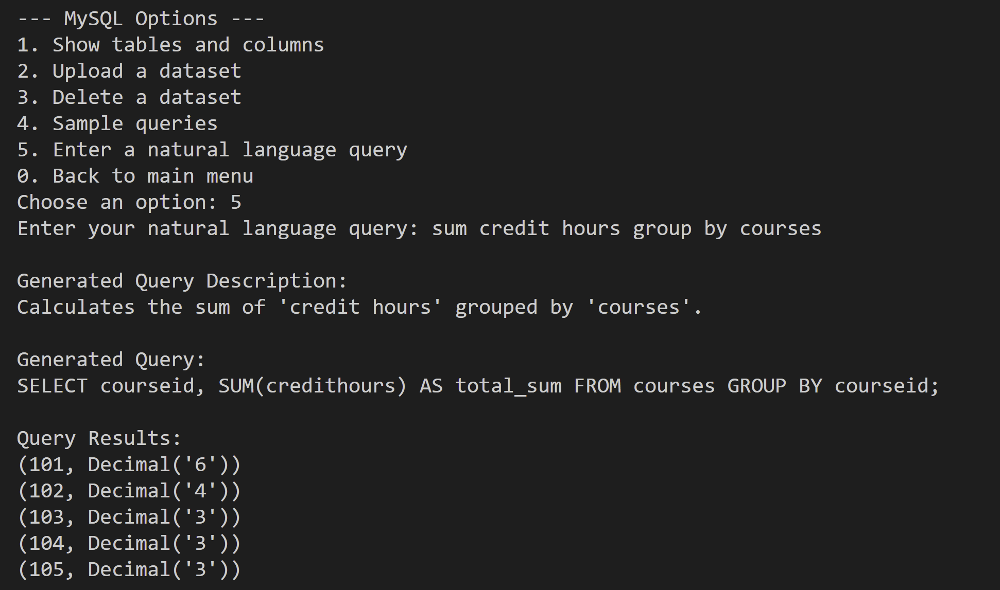 --- MySQL Options ---
1. Show tables and columns
2. Upload a dataset
3. Delete a dataset
4. Sample queries
5. Enter a natural language query
0. Back to main menu
Choose an option: 5
Enter your natural language query: sum credit hours group by courses
Generated Query Description:
Calculates the sum of 'credit hours' grouped by 'courses'.
Generated Query:
SELECT courseid, SUM(credithours) AS total_sum FROM courses GROUP BY courseid;
Query Results:
(101, Decimal('6'))
(102, Decimal('4'))
(103, Decimal('3'))
(104, Decimal('3'))
(105, Decimal('3'))